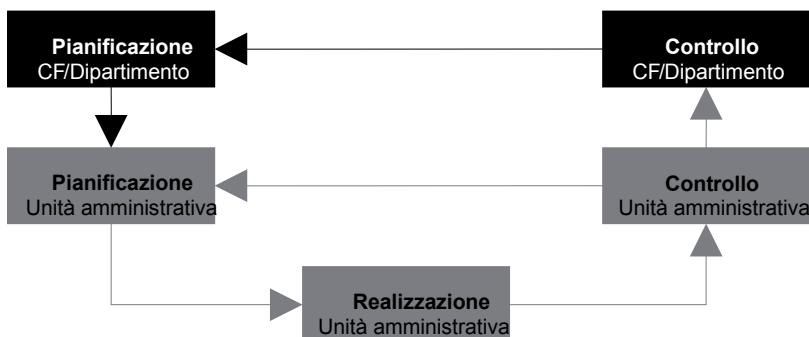 Pianificazione
CF/Dipartimento
Controllo
CF/Dipartimento
Pianificazione
Unità amministrativa
Controllo
Unità amministrativa
Realizzazione
Unità amministrativa